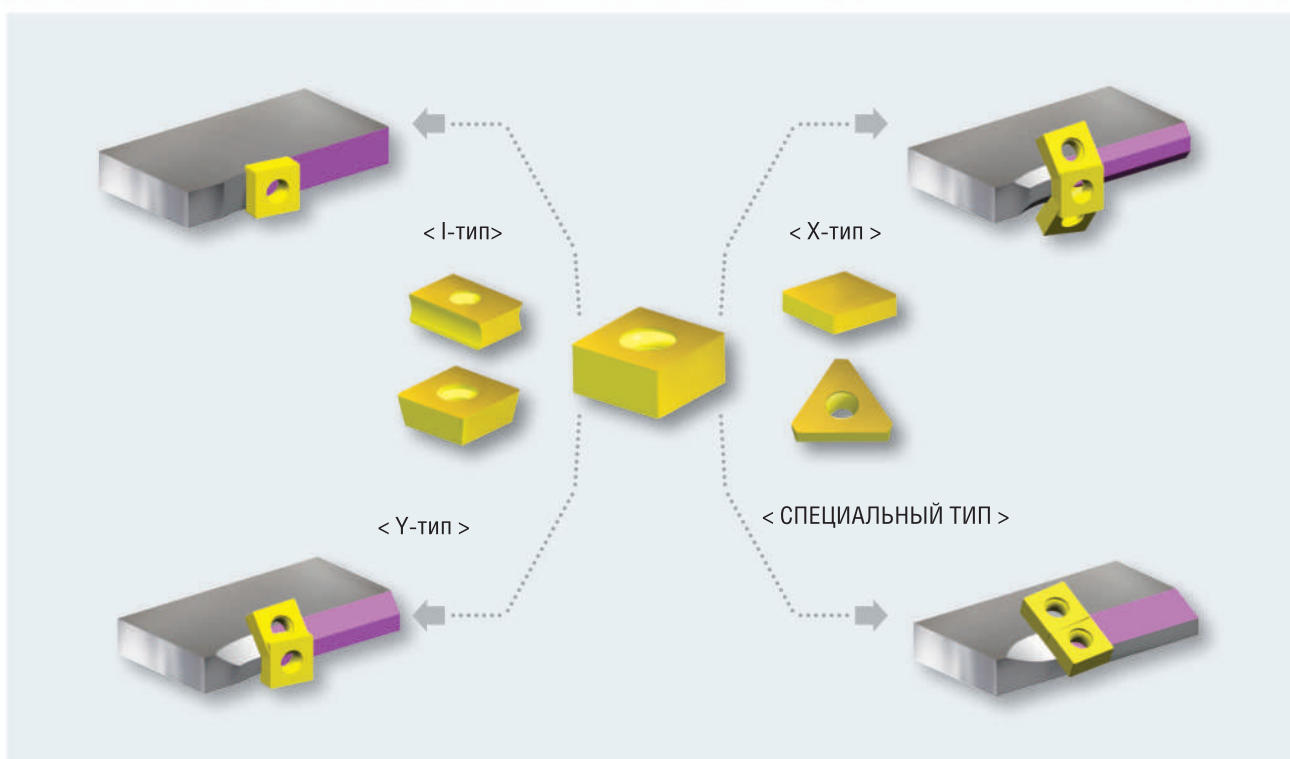 < I-тип>
< X-тип >
< Y-тип >
< СПЕЦИАЛЬНЫЙ ТИП >